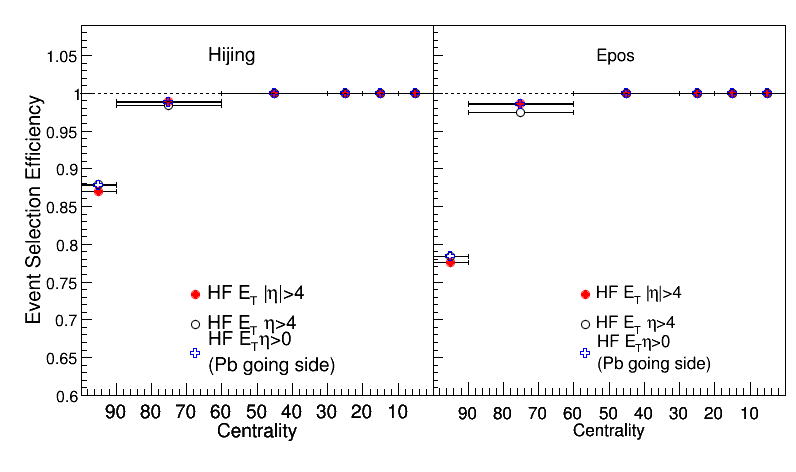 Event Selection Efficiency
1.05
1
0.95
0.9
0.85
0.8
0.75
0.7
0.65
0.6
Hijing
HF E_T |η|>4
HF E_T η>4
HF E_Tη>0
(Pb going side)
90 80 70 60 50 40 30 20 10
Centrality
Epos
HF E_T |η|>4
HF E_T η>4
HF E_Tη>0
(Pb going side)
90 80 70 60 50 40 30 20 10
Centrality